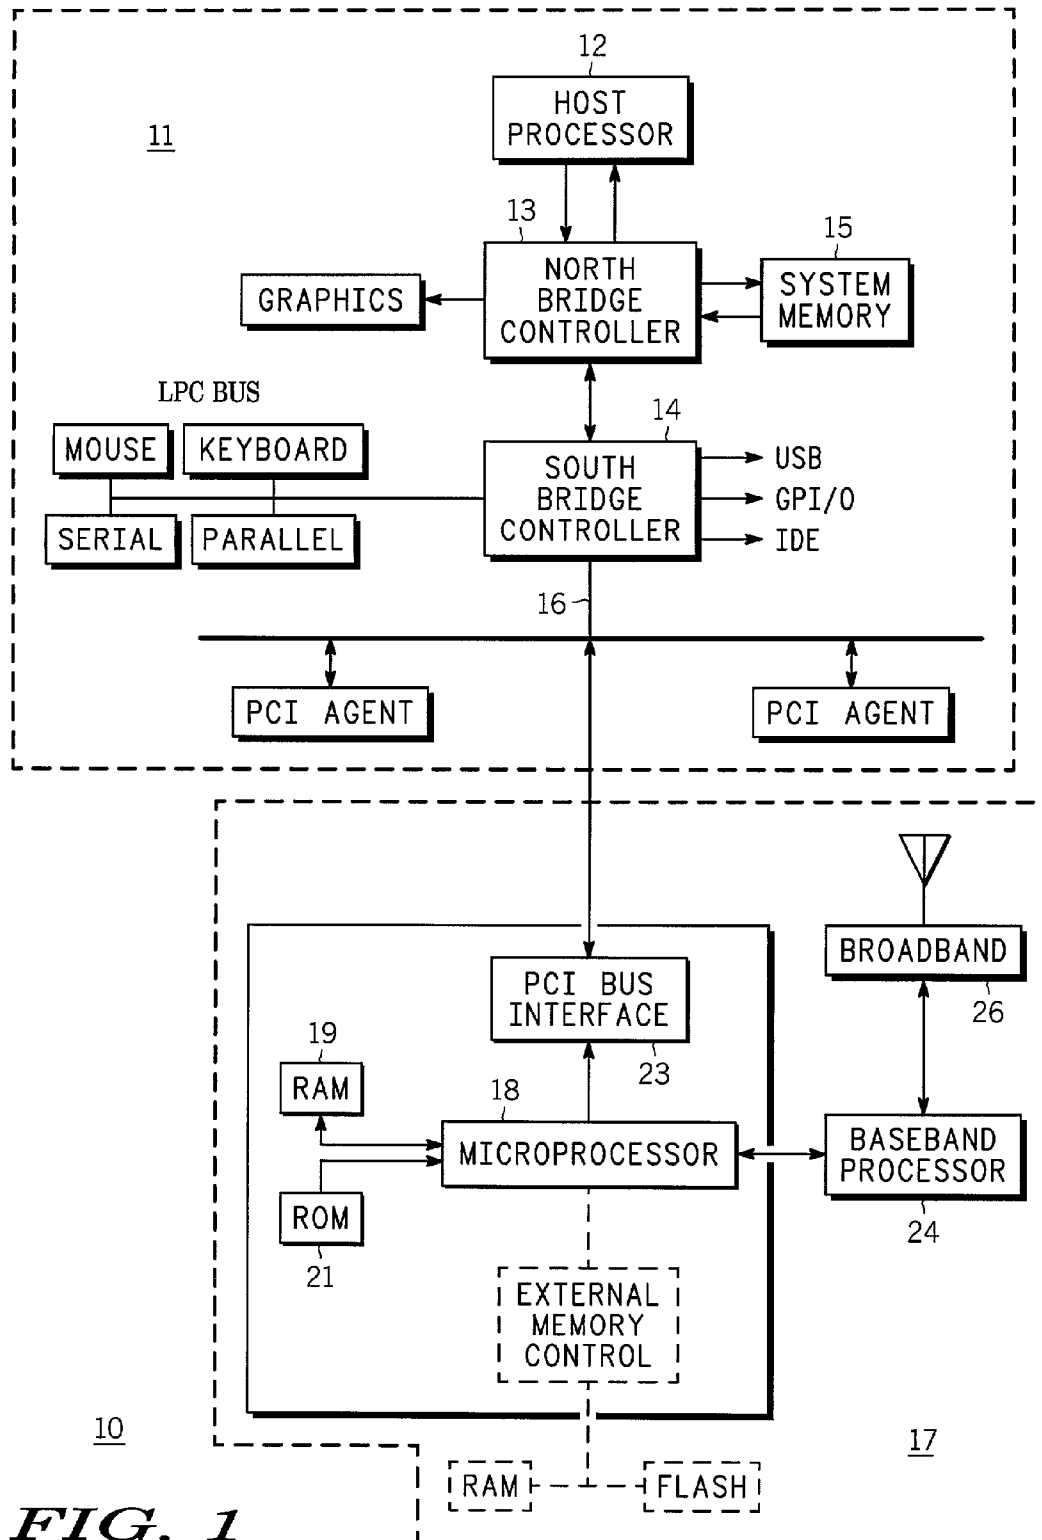 12
HOST
PROCESSOR
11
13
15
NORTH
BRIDGE
CONTROLLER
GRAPHICS
SYSTEM
MEMORY
LPC BUS
14
MOUSE
KEYBOARD
SERIAL
PARALLEL
SOUTH
BRIDGE
CONTROLLER
USB
GPI/O
IDE
16
PCI AGENT
PCI AGENT
BROADBAND
26
PCI BUS
INTERFACE
23
19
RAM
18
MICROPROCESSOR
BASEBAND
PROCESSOR
24
ROM
21
EXTERNAL
MEMORY
CONTROL
10
17
RAM
FLASH
FIG. 1